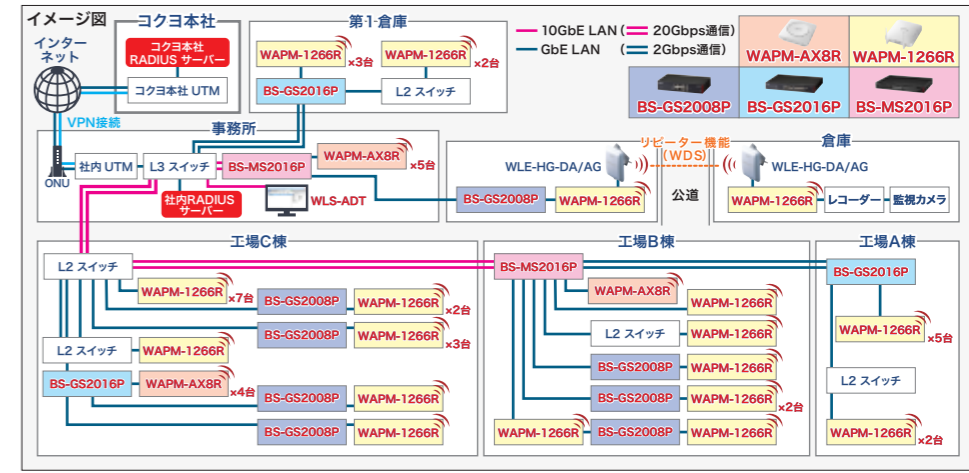 イメージ図
インター
ネット
コクヨ本社
コクヨ本社
RADIUS サーバー
コクヨ本社 UTM
VPN接続
ONU
第1倉庫
WAPM-1266R
×3台
WAPM-1266R
×2台
BS-GS2016P
L2 スイッチ
10GbE LAN( 20Gbps通信)
GbE LAN ( 2Gbps通信)
WAPM-AX8R
WAPM-1266R
BS-GS2008P
BS-GS2016P
BS-MS2016P
事務所
社内 UTM
L3 スイッチ
BS-MS2016P
WAPM-AX8R
×5台
社内RADIUS
サーバー
WLS-ADT
WLE-HG-DA/AG
BS-GS2008P
WAPM-1266R
リピーター機能
(WDS)
公道
倉庫
WLE-HG-DA/AG
WAPM-1266R
レコーダー
監視カメラ
工場C棟
L2 スイッチ
WAPM-1266R
×7台
BS-GS2008P
WAPM-1266R
×2台
BS-GS2008P
WAPM-1266R
×3台
L2 スイッチ
WAPM-1266R
BS-GS2016P
WAPM-AX8R
×4台
BS-GS2008P
WAPM-1266R
BS-GS2008P
WAPM-1266R
工場B棟
BS-MS2016P
WAPM-AX8R
WAPM-1266R
L2 スイッチ
WAPM-1266R
BS-GS2008P
WAPM-1266R
BS-GS2008P
WAPM-1266R
×2台
WAPM-1266R
BS-GS2008P
WAPM-1266R
工場A棟
BS-GS2016P
WAPM-1266R
×5台
L2 スイッチ
WAPM-1266R
×2台